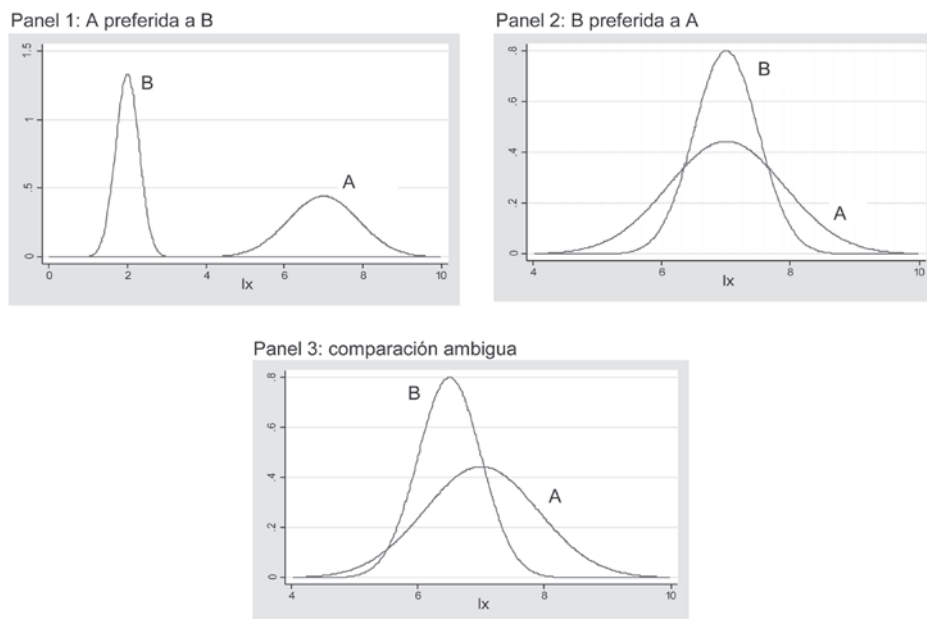 Panel 1: A preferida a B
1.5
1
.5
0
B
A
0 2 4 6 8 10
lx
Panel 2: B preferida a A
.8
.6
.4
.2
0
B
A
4 6 8 10
lx
Panel 3: comparación ambigua
.8
.6
.4
.2
0
B
A
4 6 8 10
lx